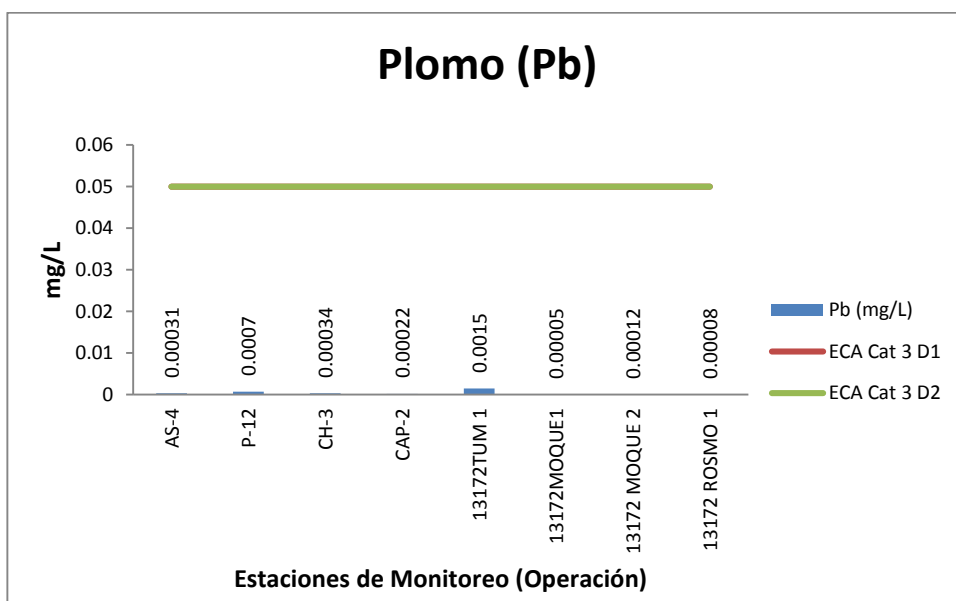 Plomo (Pb)
0.06
0.05
0.04
0.03
0.02
0.01
0
mg/L
0.00031
0.0007
0.00034
0.00022
0.0015
0.00005
0.00012
0.00008
AS-4
P-12
CH-3
CAP-2
13172TUM 1
13172MOQUE1
13172 MOQUE 2
13172 ROSMO 1
Estaciones de Monitoreo (Operación)
Pb (mg/L)
ECA Cat 3 D1
ECA Cat 3 D2